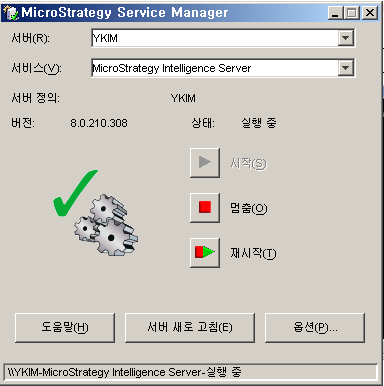 MicroStrategy Service Manager
서버(R): YKIM
서비스(V): MicroStrategy Intelligence Server
서버 정의: YKIM
버전: 8.0.210.308 상태: 실행 중
시작(S)
멈춤(O)
재시작(T)
도움말(H) 서버 새로 고침(E) 옵션(P)...
\\YKIM-MicroStrategy Intelligence Server-실행 중